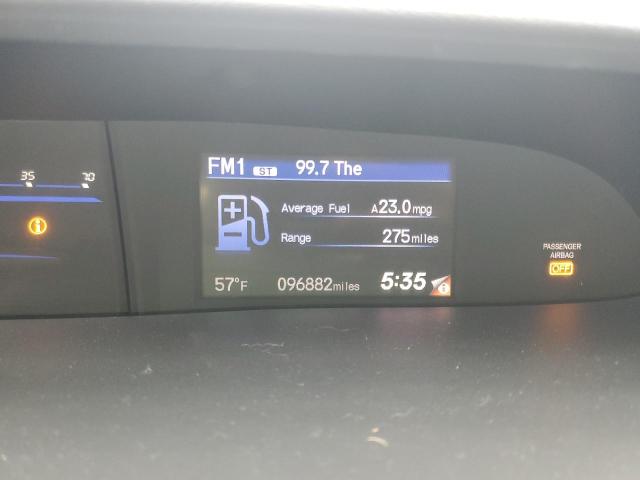 FM1 ST 99.7 The
35 70
Average Fuel A23.0mpg
Range 275miles
PASSENGER
AIRBAG
OFF
57°F 096882miles 5:35